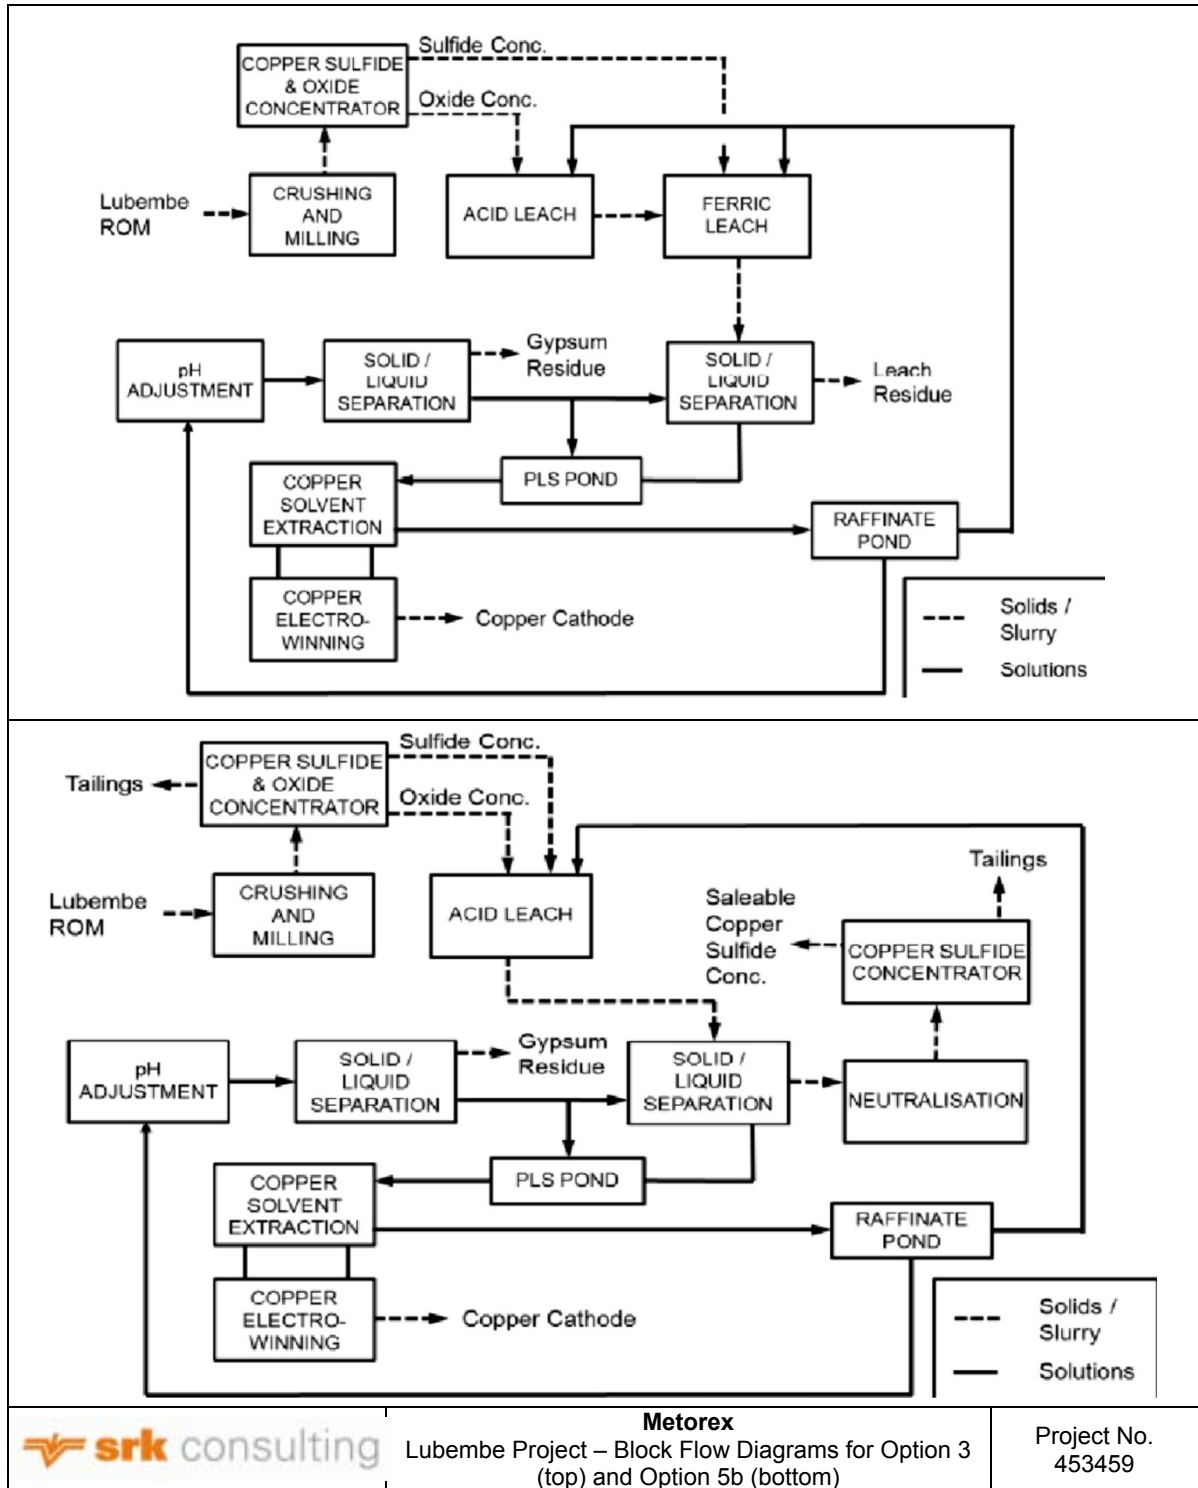 Sulfide Conc.
COPPER SULFIDE
& OXIDE
CONCENTRATOR
Oxide Conc.
Lubembe
ROM
CRUSHING
AND
MILLING
ACID LEACH
FERRIC
LEACH
pH
ADJUSTMENT
SOLID /
LIQUID
SEPARATION
Gypsum
Residue
SOLID /
LIQUID
SEPARATION
Leach
Residue
COPPER
SOLVENT
EXTRACTION
PLS POND
RAFFINATE
POND
COPPER
ELECTRO-
WINNING
Copper Cathode
Solids /
Slurry
Solutions
Sulfide Conc.
Tailings
COPPER SULFIDE
& OXIDE
CONCENTRATOR
Oxide Conc.
Lubembe
ROM
CRUSHING
AND
MILLING
ACID LEACH
Saleable
Copper
Sulfide
Conc.
Tailings
COPPER SULFIDE
CONCENTRATOR
pH
ADJUSTMENT
SOLID /
LIQUID
SEPARATION
Gypsum
Residue
SOLID /
LIQUID
SEPARATION
NEUTRALISATION
COPPER
SOLVENT
EXTRACTION
PLS POND
RAFFINATE
POND
COPPER
ELECTRO-
WINNING
Copper Cathode
Solids /
Slurry
Solutions
srk consulting
Metorex
Lubembe Project – Block Flow Diagrams for Option 3
(top) and Option 5b (bottom)
Project No.
453459